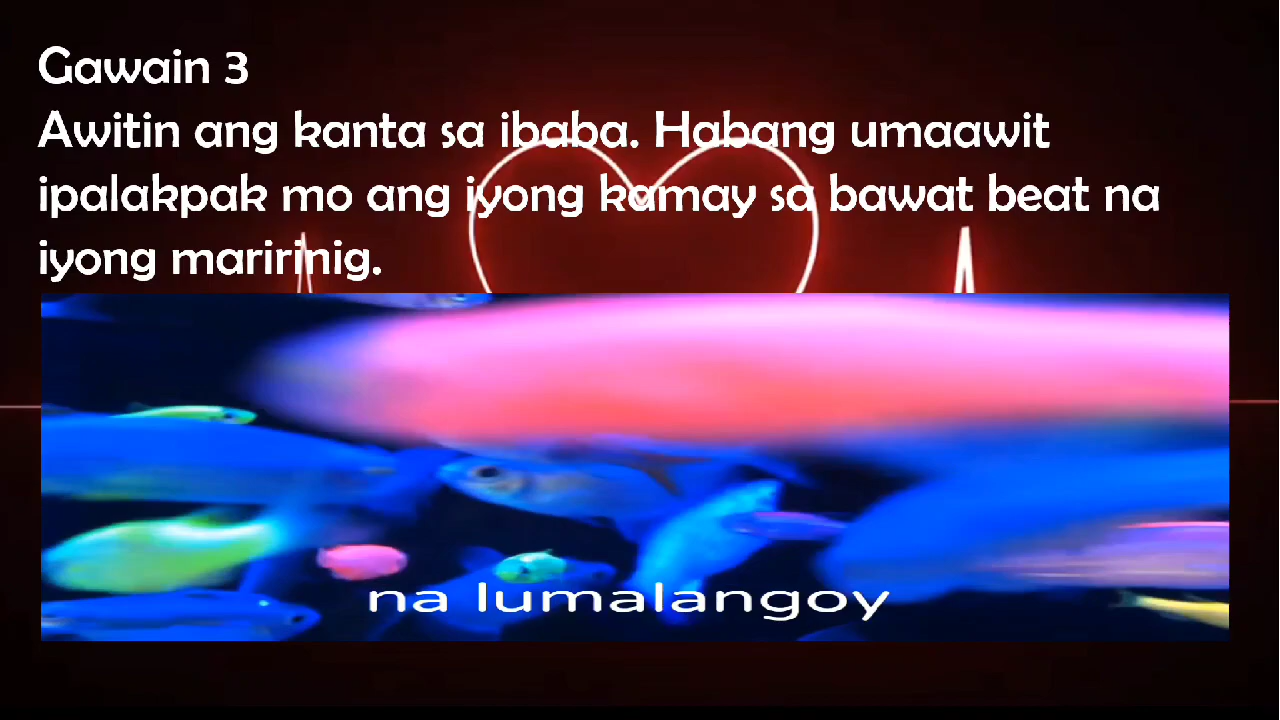 Gawain 3
Awitin ang kanta sa ibaba. Habang umaawit
ipalakpak mo ang iyong kamay sa bawat beat na
iyong maririnig.
na lumalangoy